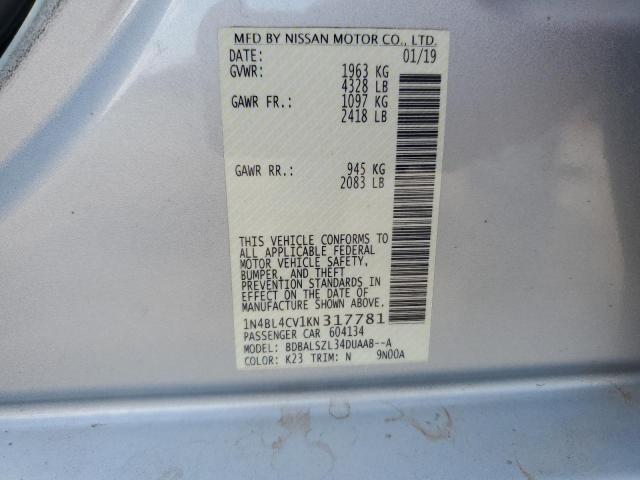 MFD BY NISSAN MOTOR CO., LTD.
DATE: 01/19
GVWR: 1963 KG
4328 LB
GAWR FR.: 1097 KG
2418 LB
GAWR RR.: 945 KG
2083 LB
THIS VEHICLE CONFORMS TO
ALL APPLICABLE FEDERAL
MOTOR VEHICLE SAFETY,
BUMPER, AND THEFT
PREVENTION STANDARDS IN
EFFECT ON THE DATE OF
MANUFACTURE SHOWN ABOVE.
1N4BL4CV1KN317781
PASSENGER CAR 604134
MODEL: BDBALSZL34DUAAB--A
COLOR: K23 TRIM: N 9N00A